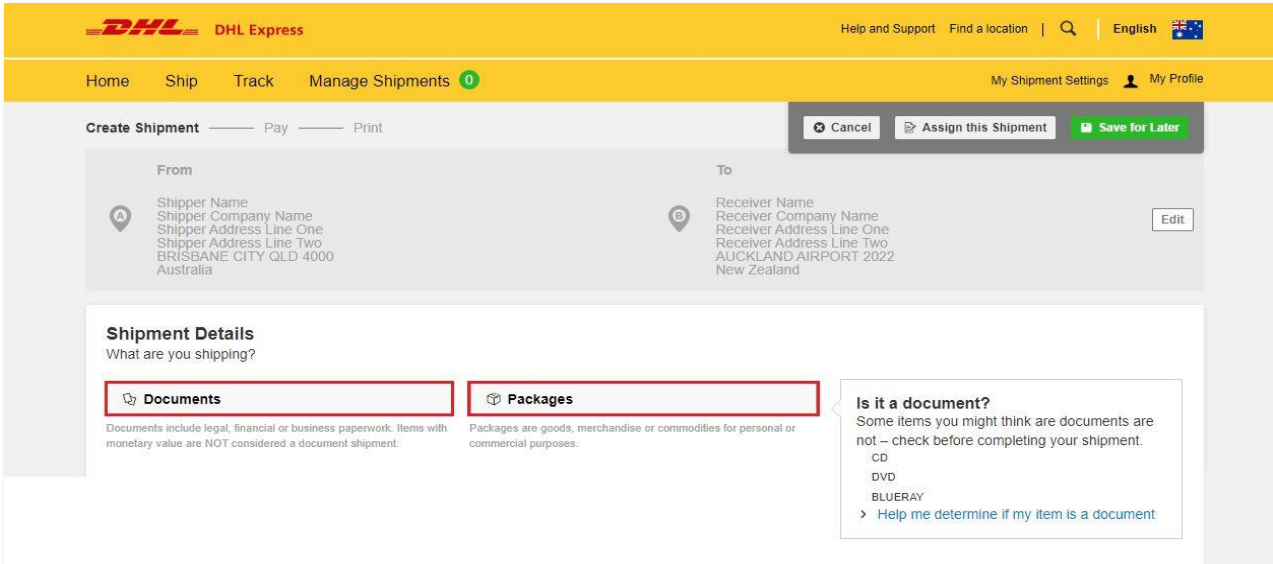 DHL DHL Express
Help and Support Find a location | English
Home Ship Track Manage Shipments 0
My Shipment Settings My Profile
Create Shipment Pay Print
Cancel Assign this Shipment Save for Later
From
A
Shipper Name
Shipper Company Name
Shipper Address Line One
Shipper Address Line Two
BRISBANE CITY QLD 4000
Australia
To
B
Receiver Name
Receiver Company Name
Receiver Address Line One
Receiver Address Line Two
AUCKLAND AIRPORT 2022
New Zealand
Edit
Shipment Details
What are you shipping?
Documents
Documents include legal, financial or business paperwork. Items with
monetary value are NOT considered a document shipment.
Packages
Packages are goods, merchandise or commodities for personal or
commercial purposes.
Is it a document?
Some items you might think are documents are
not – check before completing your shipment.
CD
DVD
BLUERAY
> Help me determine if my item is a document